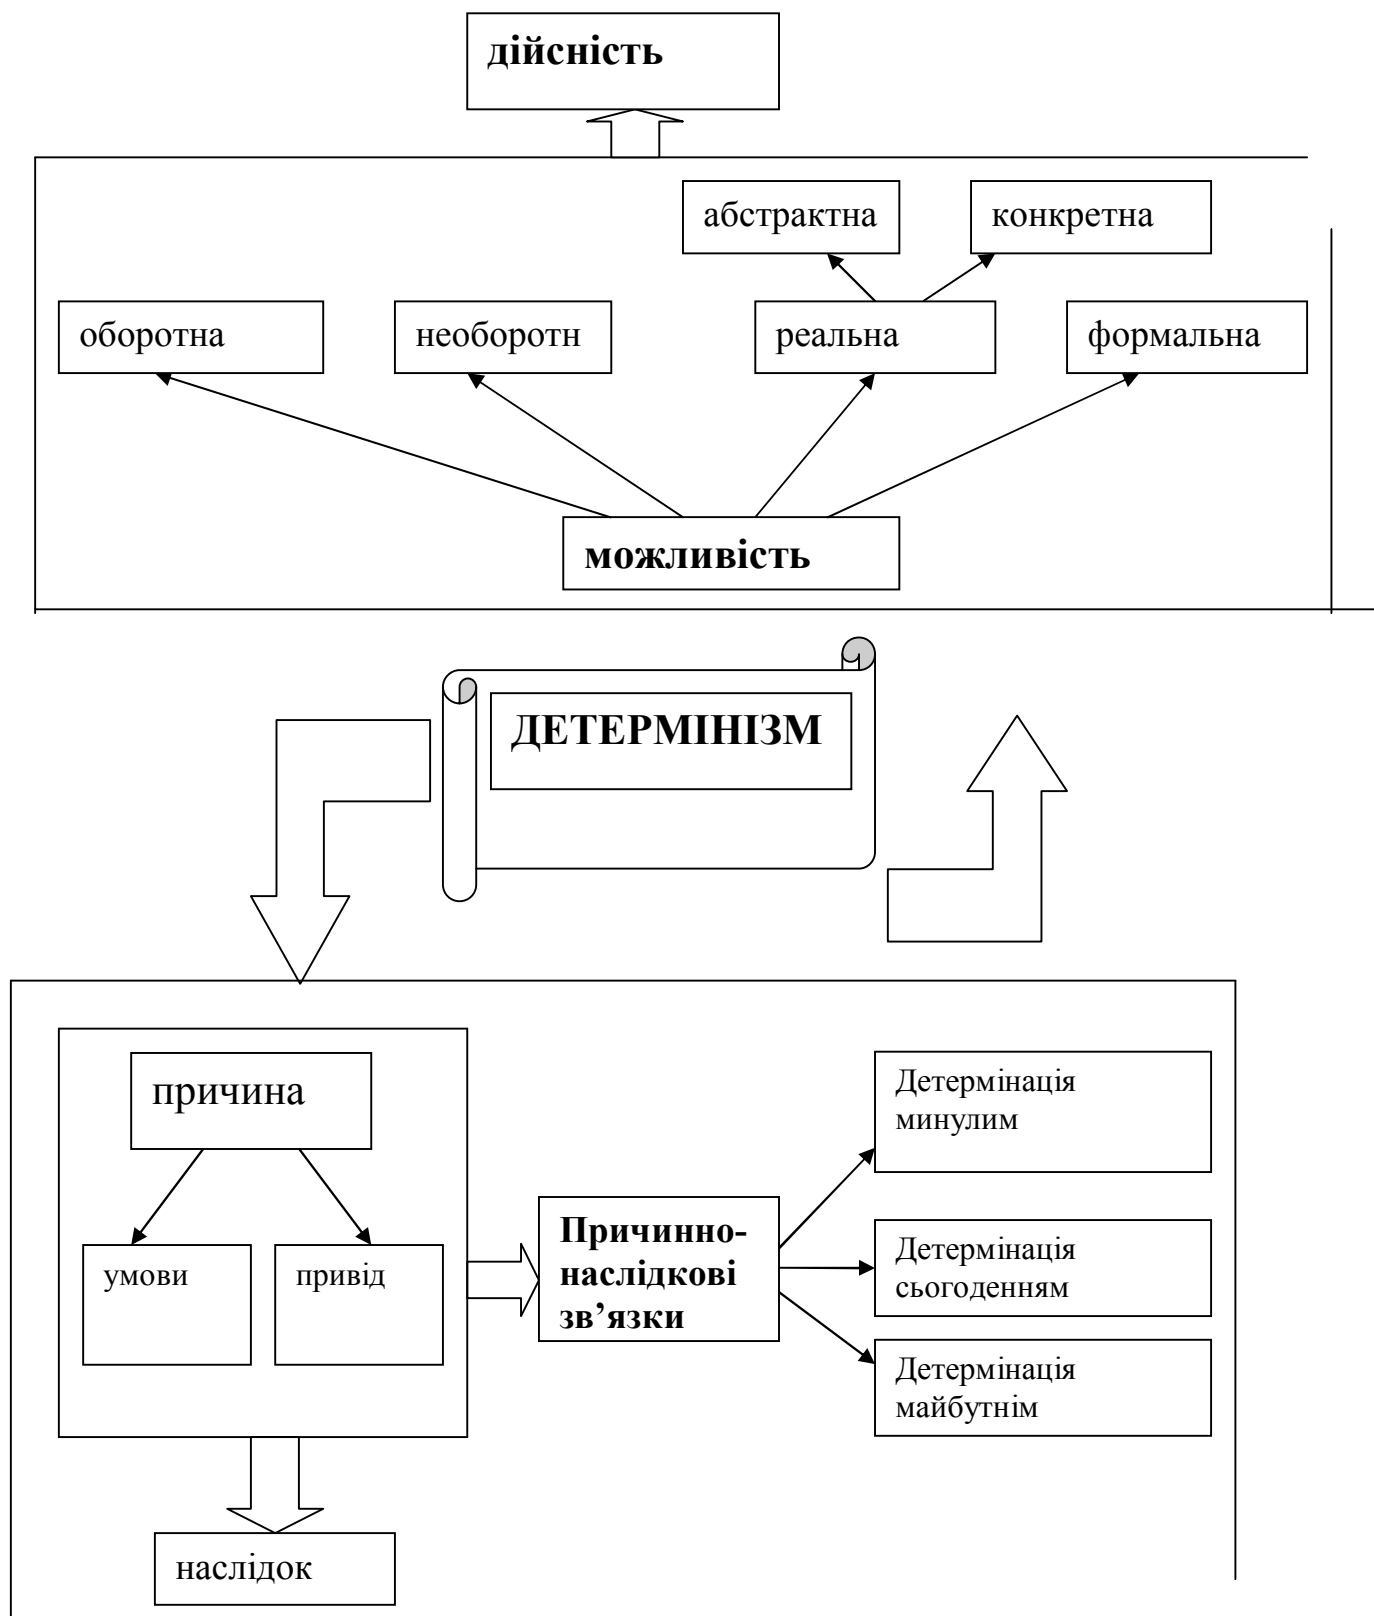 дійсність
абстрактна
конкретна
оборотна
необоротн
реальна
формальна
можливість
ДЕТЕРМІНІЗМ
причина
умови
привід
Причинно-
наслідкові
зв’язки
Детермінація
минулим
Детермінація
сьогоденням
Детермінація
майбутнім
наслідок